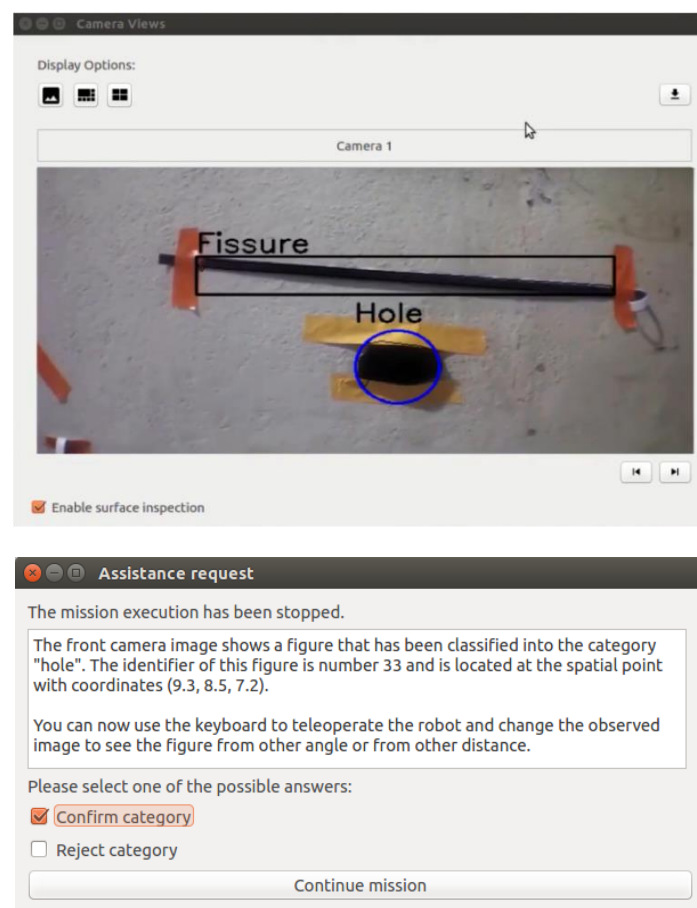 Camera Views
Display Options:
Camera 1
Fissure
Hole
Enable surface inspection
Assistance request
The mission execution has been stopped.
The front camera image shows a figure that has been classified into the category
"hole". The identifier of this figure is number 33 and is located at the spatial point
with coordinates (9.3, 8.5, 7.2).
You can now use the keyboard to teleoperate the robot and change the observed
image to see the figure from other angle or from other distance.
Please select one of the possible answers:
Confirm category
Reject category
Continue mission